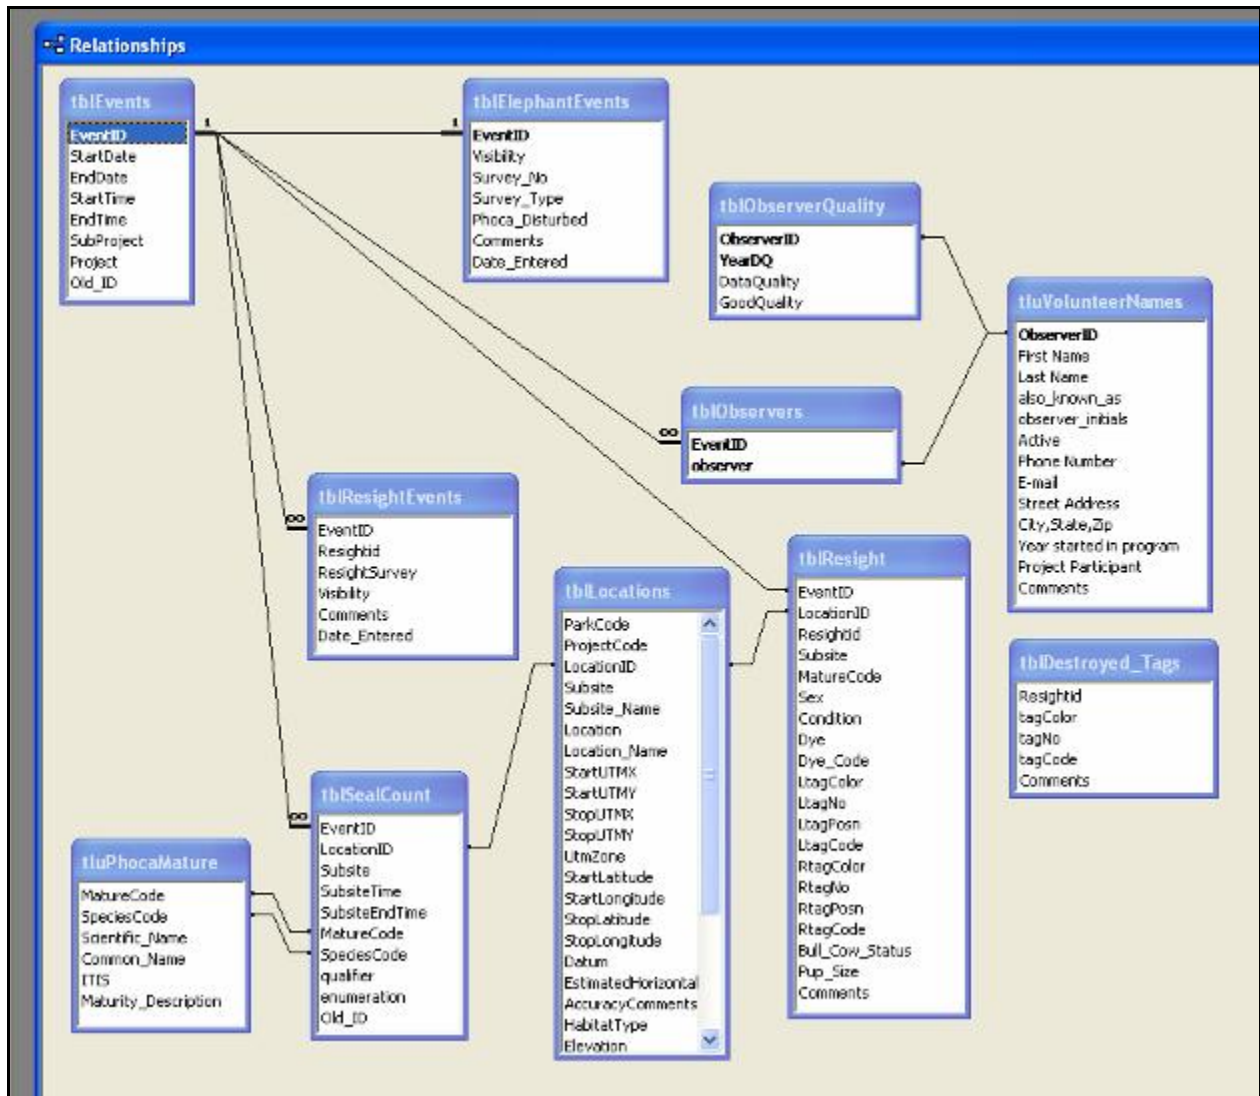 Relationships
tblEvents
EventID
StartDate
EndDate
StartTime
EndTime
SubProject
Project
Old_ID
1
1
tblElephantEvents
EventID
Visibility
Survey_No
Survey_Type
Phoca_Disturbed
Comments
Date_Entered
tblObserverQuality
ObserverID
YearDQ
DataQuality
GoodQuality
tluVolunteerNames
ObserverID
First Name
Last Name
also_known_as
observer_initials
Active
Phone Number
E-mail
Street Address
City,State,Zip
Year started in program
Project Participant
Comments
tblObservers
∞
EventID
observer
tblResightEvents
∞
EventID
Resightid
ResightSurvey
Visibility
Comments
Date_Entered
tblLocations
ParkCode
ProjectCode
LocationID
Subsite
Subsite_Name
Location
Location_Name
StartUTMX
StartUTMY
StopUTMX
StopUTMY
UtmZone
StartLatitude
StartLongitude
StopLatitude
StopLongitude
Datum
EstimatedHorizontal
AccuracyComments
HabitatType
Elevation
tblResight
EventID
LocationID
Resightid
Subsite
MatureCode
Sex
Condition
Dye
Dye_Code
LtagColor
LtagNo
LtagPosn
LtagCode
RtagColor
RtagNo
RtagPosn
RtagCode
Bull_Cow_Status
Pup_Size
Comments
tblDestroyed_Tags
Resightid
tagColor
tagNo
tagCode
Comments
tblSealCount
∞
EventID
LocationID
Subsite
SubsiteTime
SubsiteEndTime
MatureCode
SpeciesCode
qualifier
enumeration
Old_ID
tluPhocaMature
MatureCode
SpeciesCode
Scientific_Name
Common_Name
ITIS
Maturity_Description